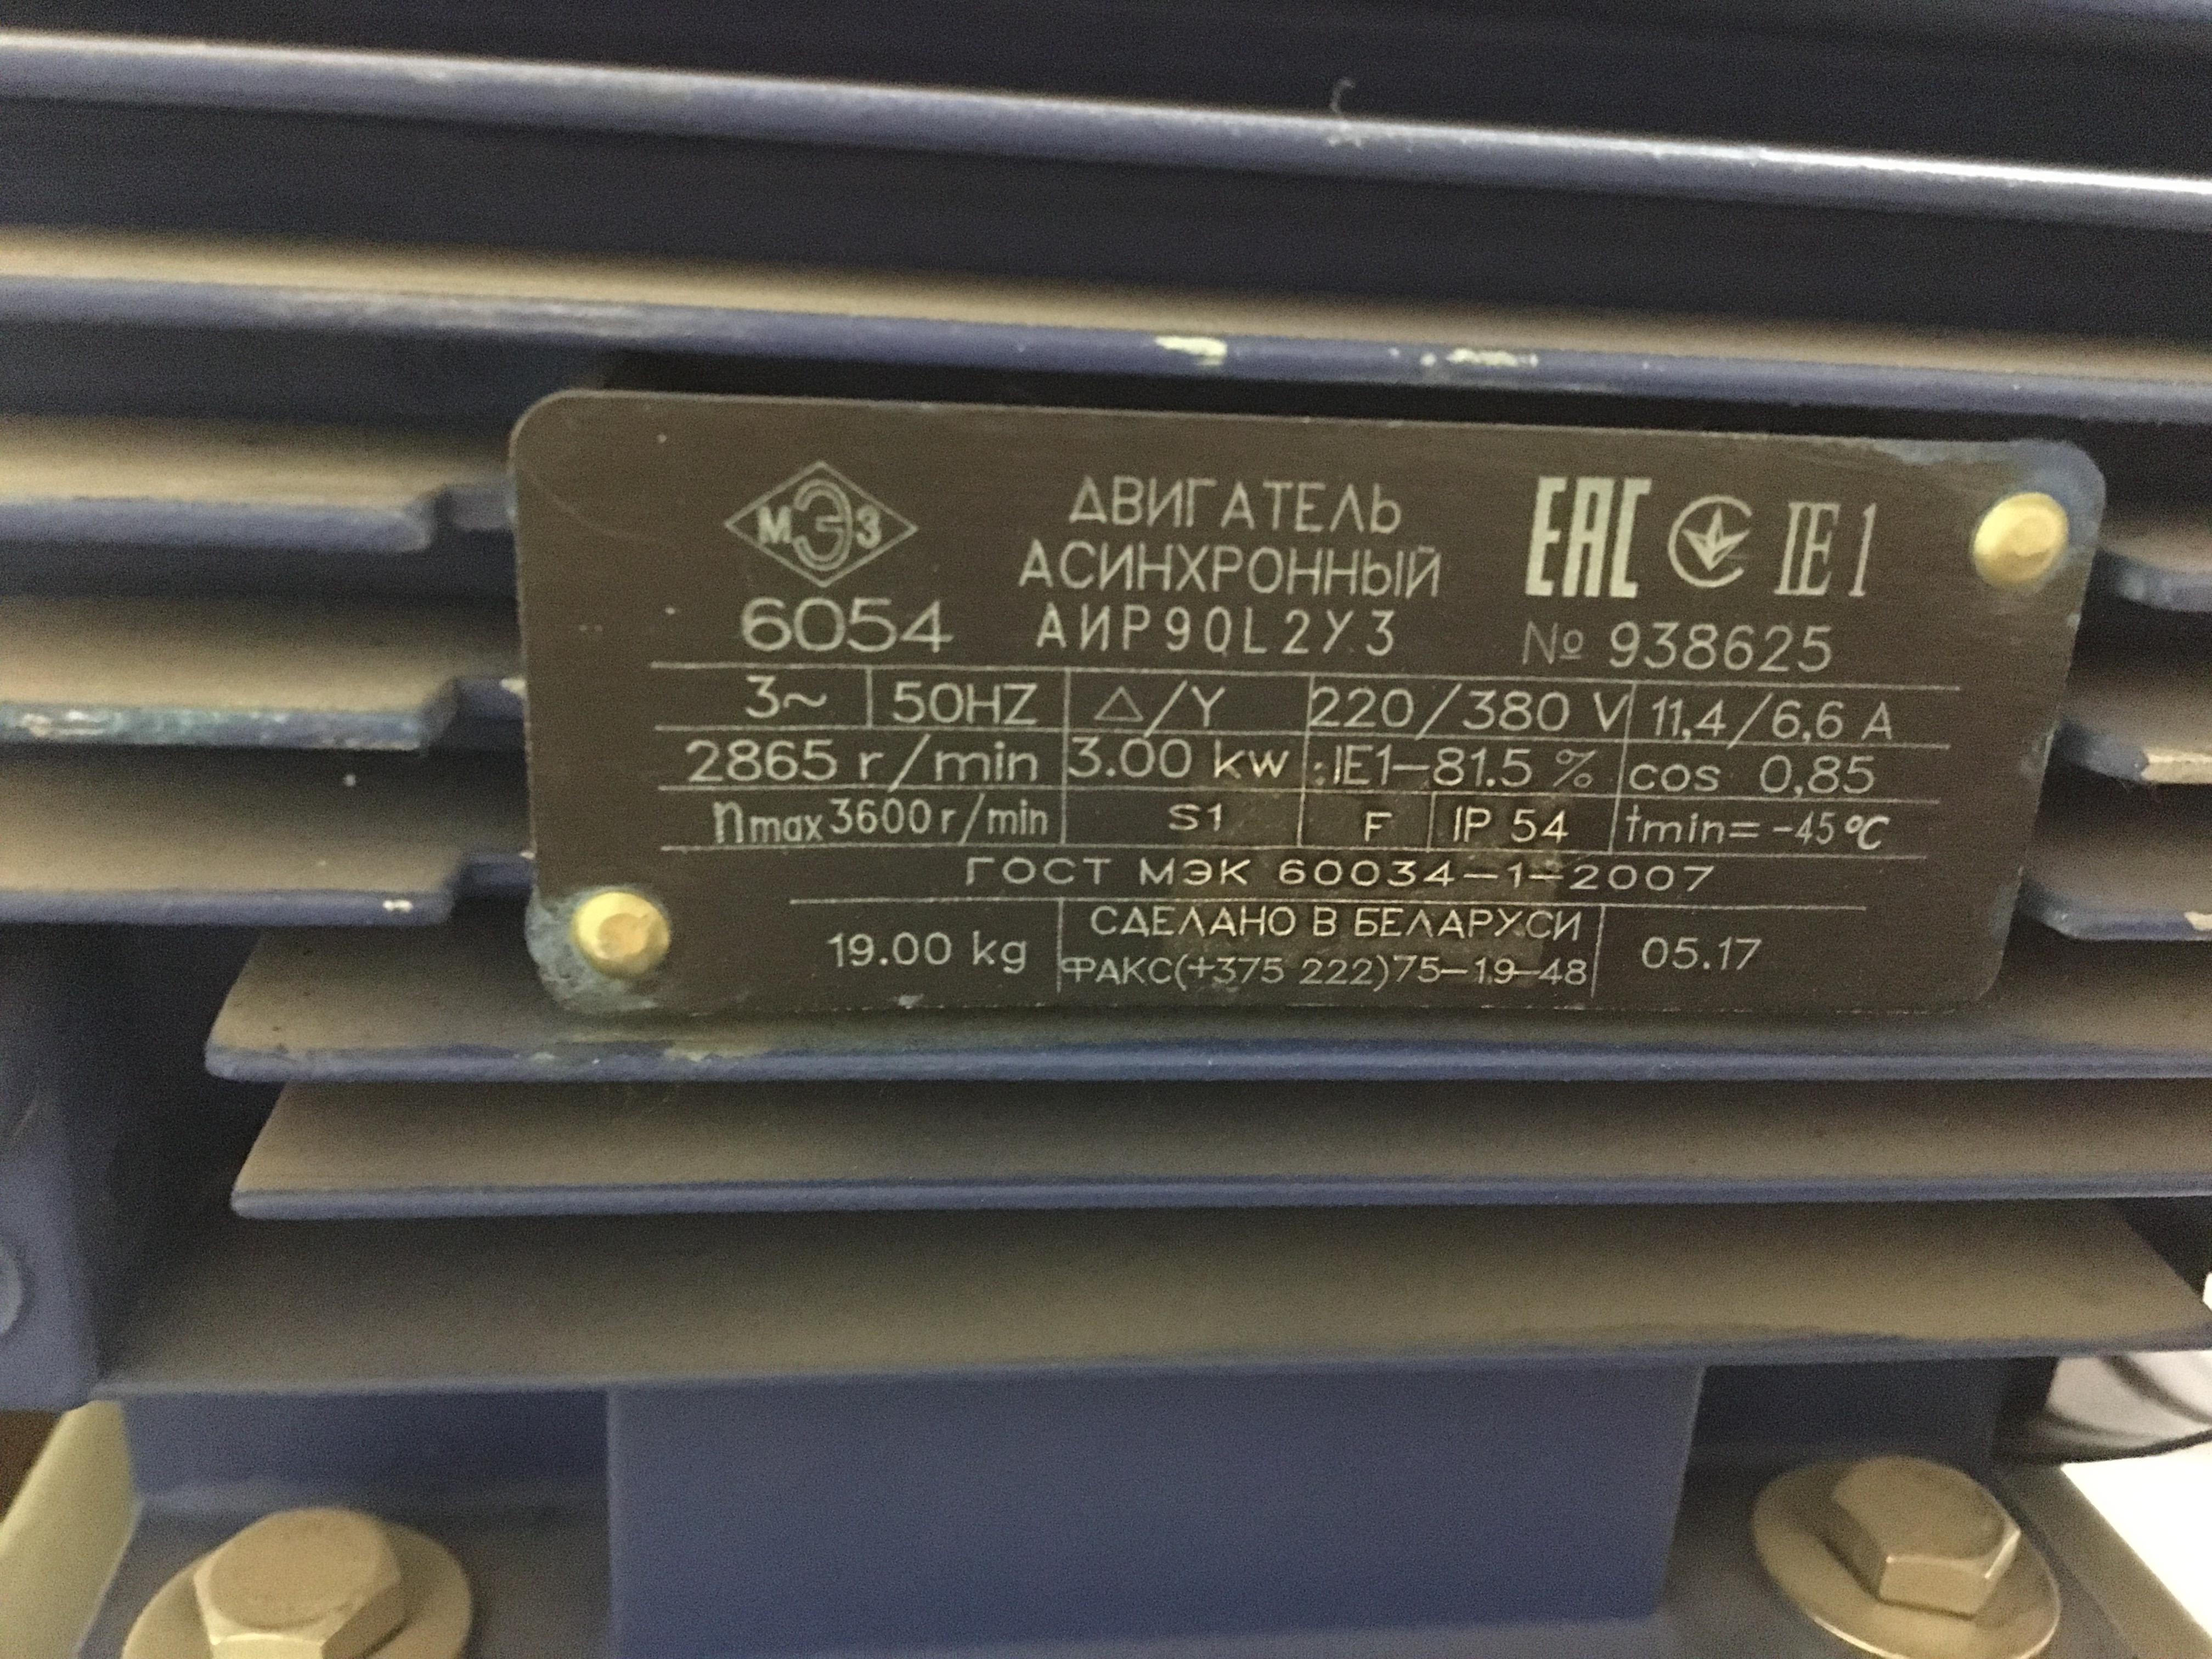 МЭЗ
ДВИГАТЕЛЬ
АСИНХРОННЫЙ
EAC IE1
6054 АИР90L2У3 № 938625
3~ 50HZ △/Y 220/380 V 11,4/6,6 A
2865 r/min 3.00 kw :IE1-81.5 % cos 0,85
nmax 3600 r/min S1 F IP 54 tmin= -45°C
ГОСТ МЭК 60034-1-2007
19.00 kg СДЕЛАНО В БЕЛАРУСИ 05.17
ФАКС(+375 222)75-19-48